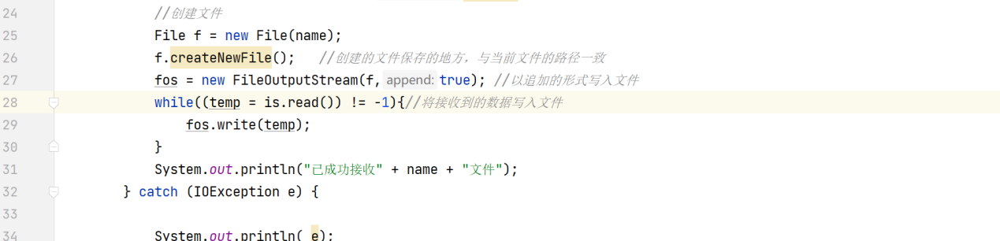 24 //创建文件
25 File f = new File(name);
26 f.createNewFile(); //创建的文件保存的地方，与当前文件的路径一致
27 fos = new FileOutputStream(f, append: true); //以追加的形式写入文件
28 while((temp = is.read()) != -1){//将接收到的数据写入文件
29 fos.write(temp);
30 }
31 System.out.println("已成功接收" + name + "文件");
32 } catch (IOException e) {
33
34 System.out.println( e);